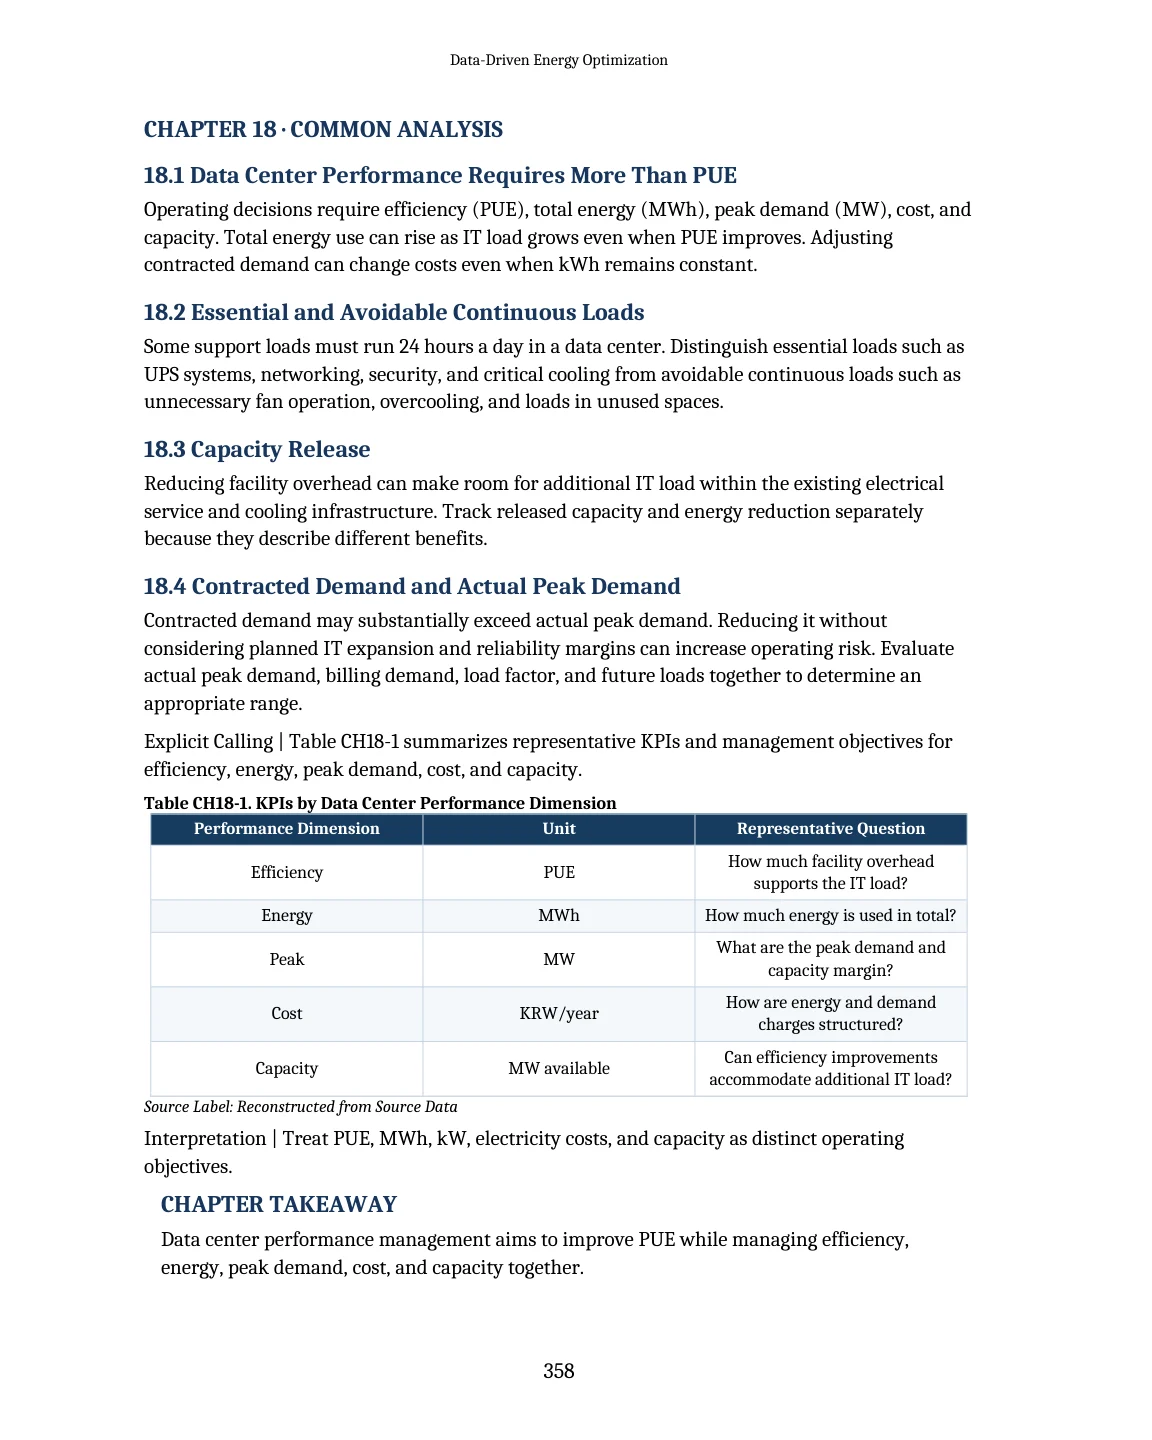 Data-Driven Energy Optimization
CHAPTER 18 · COMMON ANALYSIS
18.1 Data Center Performance Requires More Than PUE
Operating decisions require efficiency (PUE), total energy (MWh), peak demand (MW), cost, and
capacity. Total energy use can rise as IT load grows even when PUE improves. Adjusting
contracted demand can change costs even when kWh remains constant.
18.2 Essential and Avoidable Continuous Loads
Some support loads must run 24 hours a day in a data center. Distinguish essential loads such as
UPS systems, networking, security, and critical cooling from avoidable continuous loads such as
unnecessary fan operation, overcooling, and loads in unused spaces.
18.3 Capacity Release
Reducing facility overhead can make room for additional IT load within the existing electrical
service and cooling infrastructure. Track released capacity and energy reduction separately
because they describe different benefits.
18.4 Contracted Demand and Actual Peak Demand
Contracted demand may substantially exceed actual peak demand. Reducing it without
considering planned IT expansion and reliability margins can increase operating risk. Evaluate
actual peak demand, billing demand, load factor, and future loads together to determine an
appropriate range.
Explicit Calling | Table CH18-1 summarizes representative KPIs and management objectives for
efficiency, energy, peak demand, cost, and capacity.
Table CH18-1. KPIs by Data Center Performance Dimension
Performance Dimension Unit Representative Question
Efficiency PUE How much facility overhead
supports the IT load?
Energy MWh How much energy is used in total?
Peak MW What are the peak demand and
capacity margin?
Cost KRW/year How are energy and demand
charges structured?
Capacity MW available Can efficiency improvements
accommodate additional IT load?
Source Label: Reconstructed from Source Data
Interpretation | Treat PUE, MWh, kW, electricity costs, and capacity as distinct operating
objectives.
CHAPTER TAKEAWAY
Data center performance management aims to improve PUE while managing efficiency,
energy, peak demand, cost, and capacity together.
358